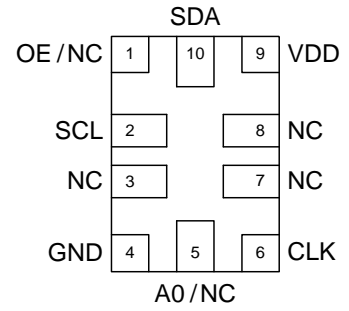 SDA
OE/NC 1 10 9 VDD
SCL 2 8 NC
NC 3 7 NC
GND 4 5 6 CLK
A0/NC